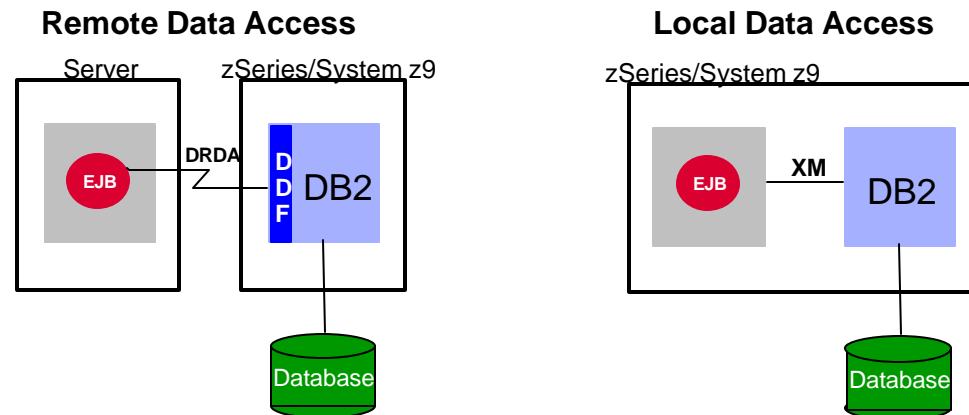 Remote Data Access
Server
zSeries/System z9
EJB
DRDA
DDF
DB2
Database
Local Data Access
zSeries/System z9
EJB
XM
DB2
Database